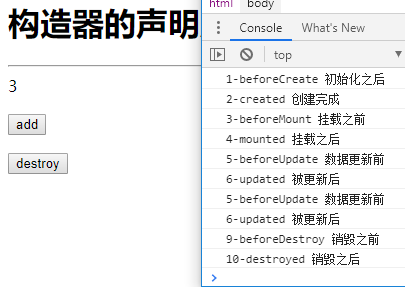 构造器的声明
3
add
destroy
html body
Console What's New
top
1-beforeCreate 初始化之后
2-created 创建完成
3-beforeMount 挂载之前
4-mounted 挂载之后
5-beforeUpdate 数据更新前
6-updated 被更新后
5-beforeUpdate 数据更新前
6-updated 被更新后
9-beforeDestroy 销毁之前
10-destroyed 销毁之后